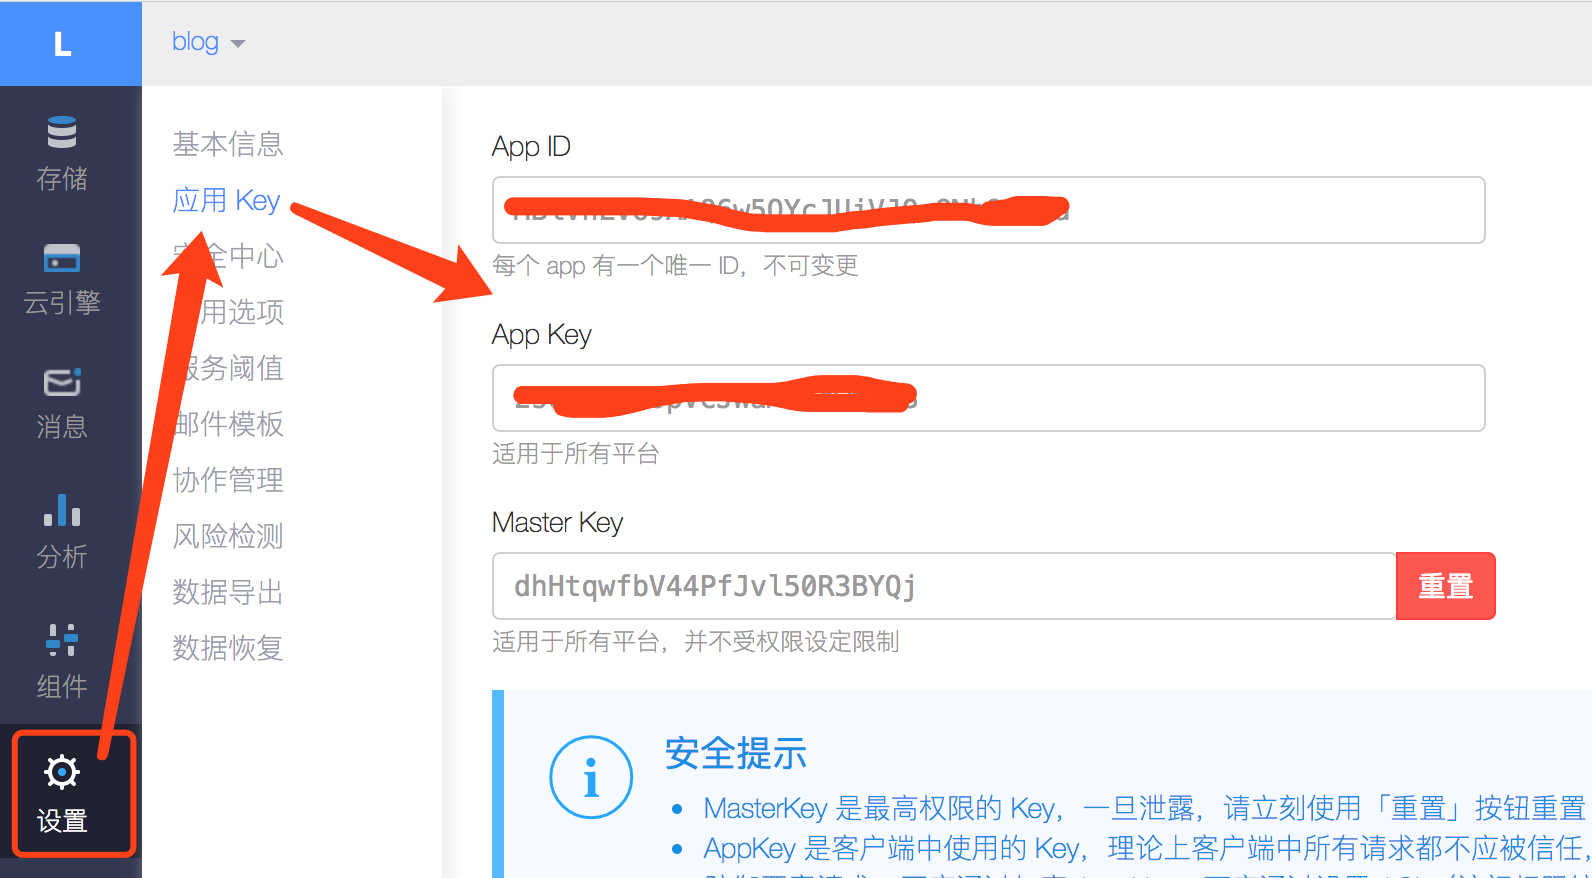 L
blog
存储
云引擎
消息
分析
组件
设置
基本信息
应用 Key
全中心
用选项
服务阈值
邮件模板
协作管理
风险检测
数据导出
数据恢复
App ID
每个 app 有一个唯一 ID，不可变更
App Key
适用于所有平台
Master Key
dhHtqwfbV44PfJvl50R3BYQj
重置
适用于所有平台，并不受权限设定限制
安全提示
MasterKey 是最高权限的 Key，一旦泄露，请立刻使用「重置」按钮重置
AppKey 是客户端中使用的 Key，理论上客户端中所有请求都不应被信任，